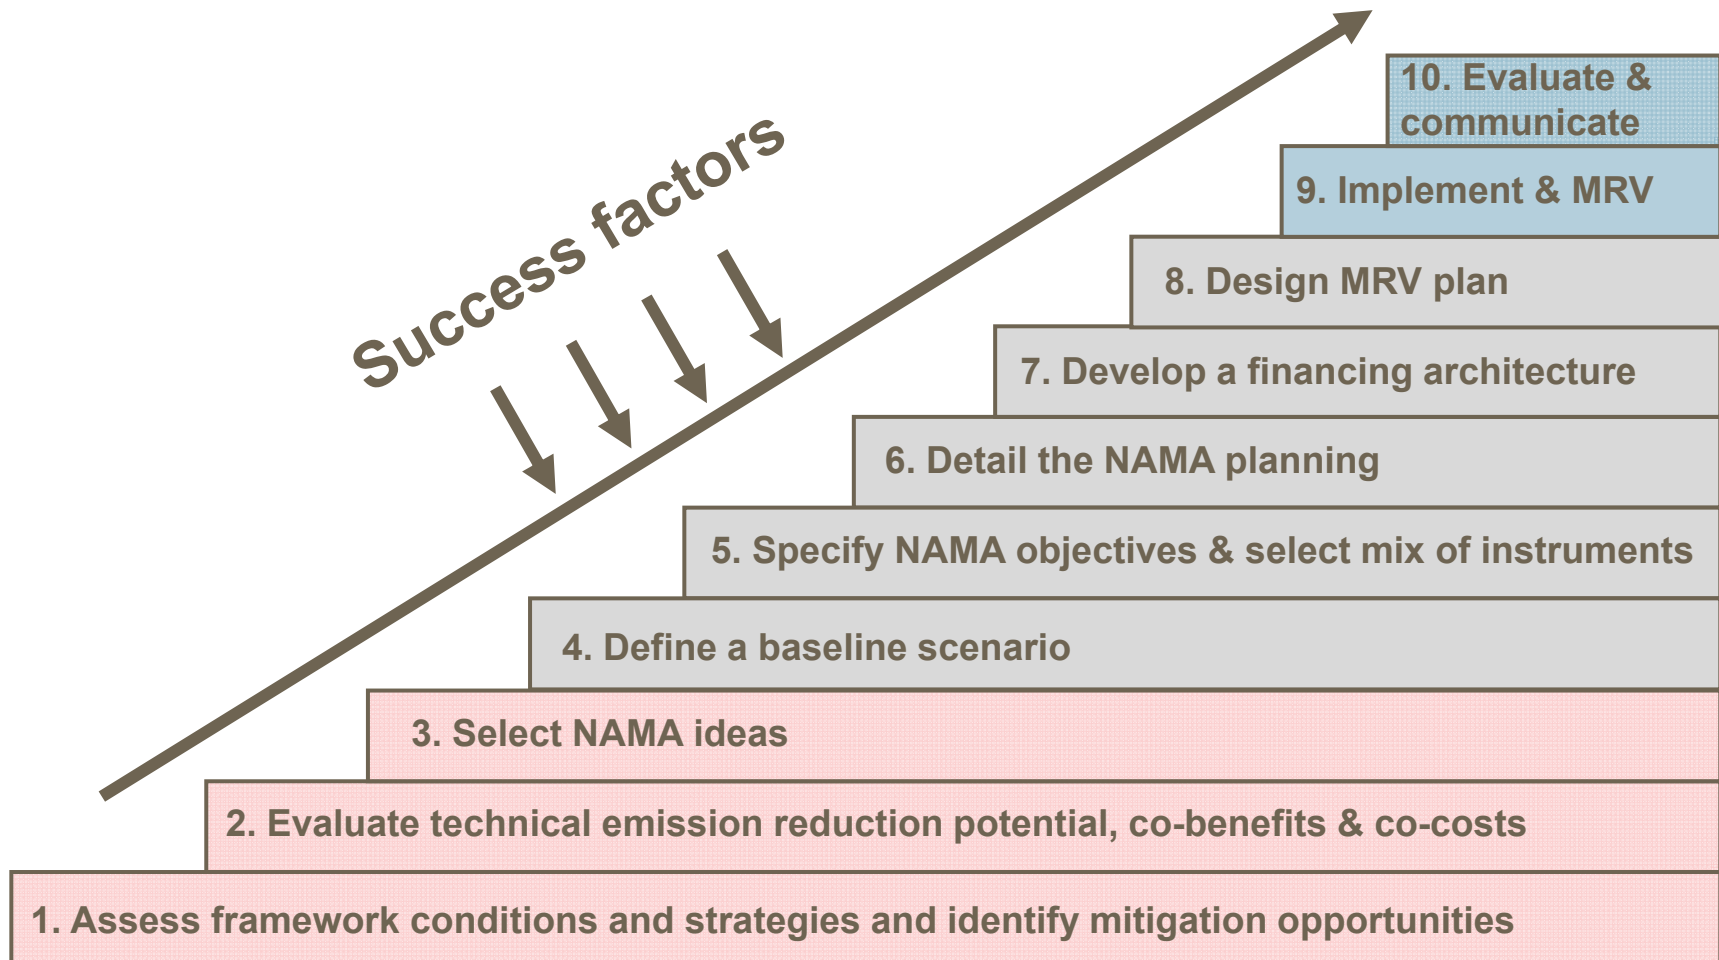 Success factors
10. Evaluate &
communicate
9. Implement & MRV
8. Design MRV plan
7. Develop a financing architecture
6. Detail the NAMA planning
5. Specify NAMA objectives & select mix of instruments
4. Define a baseline scenario
3. Select NAMA ideas
2. Evaluate technical emission reduction potential, co-benefits & co-costs
1. Assess framework conditions and strategies and identify mitigation opportunities